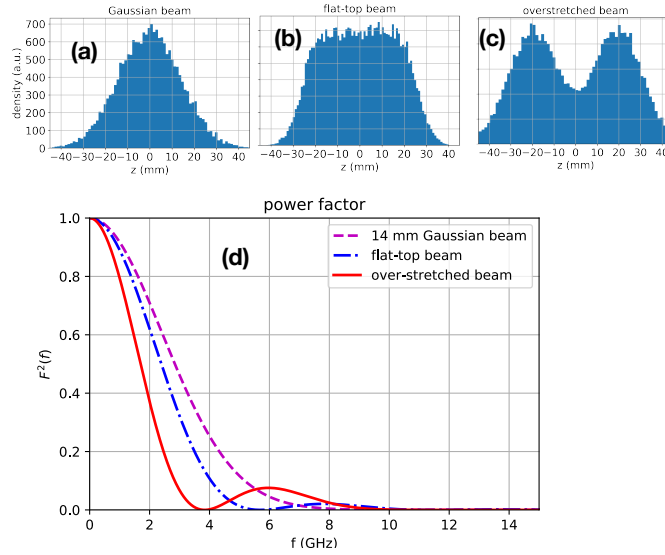 Gaussian beam
flat-top beam
overstretched beam
(a)
(b)
(c)
density (a.u.)
700
600
500
400
300
200
100
0
−40−30−20−10 0 10 20 30 40
z (mm)
−40−30−20−10 0 10 20 30 40
z (mm)
−40−30−20−10 0 10 20 30 40
z (mm)
power factor
(d)
14 mm Gaussian beam
flat-top beam
over-stretched beam
F²(f)
1.0
0.8
0.6
0.4
0.2
0.0
0 2 4 6 8 10 12 14
f (GHz)